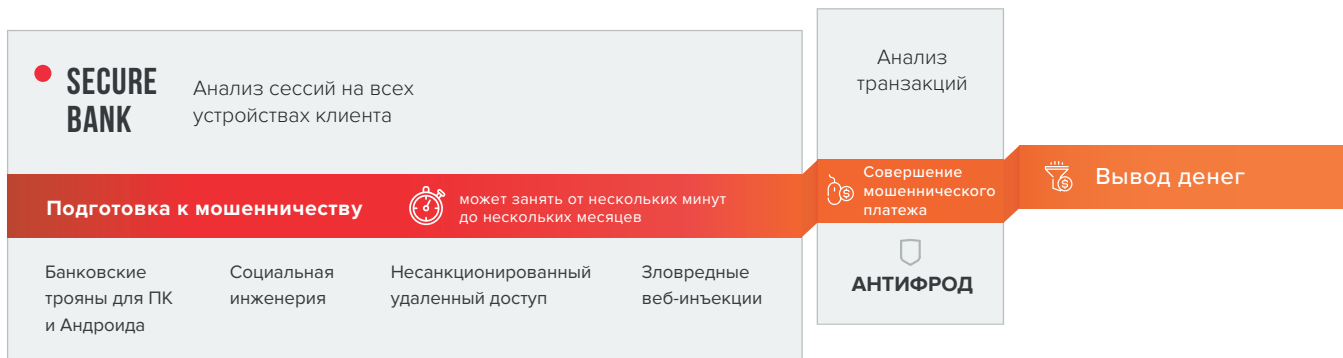 SECURE
BANK
Анализ сессий на всех
устройствах клиента
Подготовка к мошенничеству
может занять от нескольких минут
до нескольких месяцев
Банковские
трояны для ПК
и Андроида
Социальная
инженерия
Несанкционированный
удаленный доступ
Зловредные
веб-инъекции
Анализ
транзакций
Совершение
мошеннического
платежа
АНТИФРОД
Вывод денег